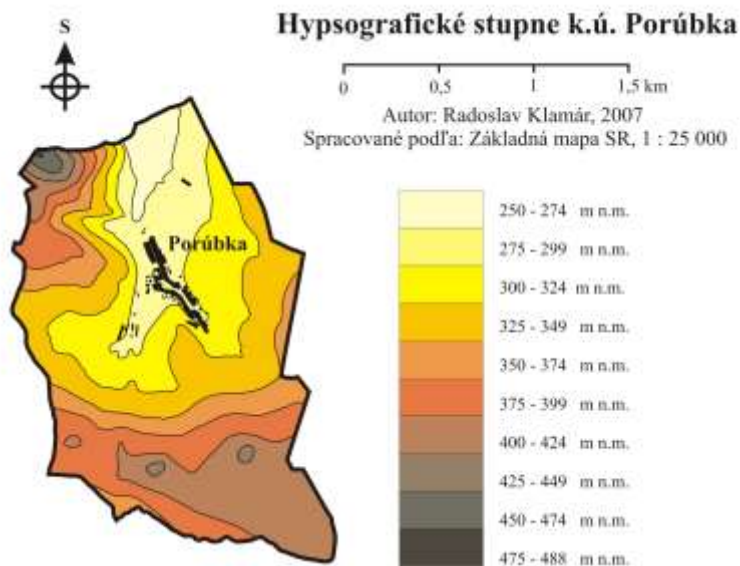 Hypsografické stupne k.ú. Porúbka
S
0 0,5 1 1,5 km
Autor: Radoslav Klamár, 2007
Spracované podľa: Základná mapa SR, 1 : 25 000
Porúbka
250 - 274 m n.m.
275 - 299 m n.m.
300 - 324 m n.m.
325 - 349 m n.m.
350 - 374 m n.m.
375 - 399 m n.m.
400 - 424 m n.m.
425 - 449 m n.m.
450 - 474 m n.m.
475 - 488 m n.m.